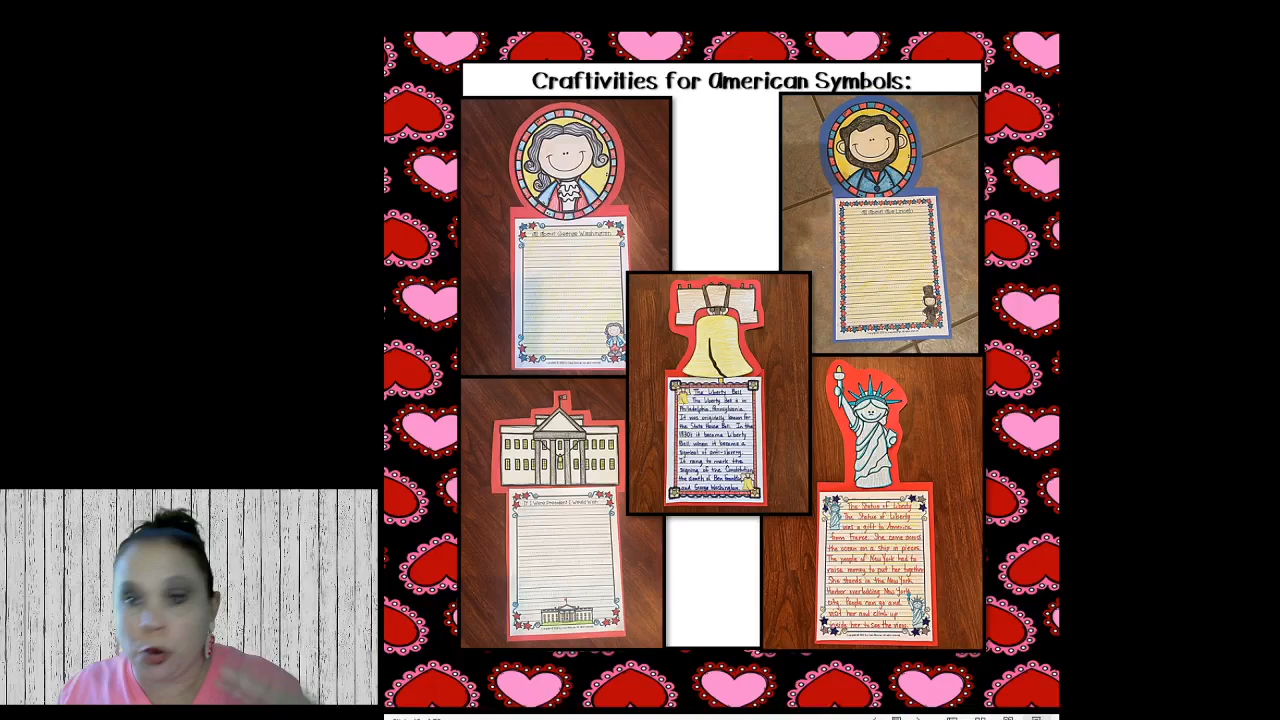 Craftivities for American Symbols:
All About George Washington
All About Abe Lincoln
The Liberty Bell
The Liberty Bell is in
Philadelphia Pennsylvania.
It was originally known for
the State House Bell. In the
1830s it became Liberty
Bell when it became a
symbol of anti-slavery.
It rang to mark the
signing of the Constitution,
the death of Ben Franklin
and George Washington.
If I Were President I Would Wish
The Statue of Liberty
The Statue of Liberty
was a gift to America
from France. She came across
the ocean on a ship in pieces.
The people of New York had to
raise money to put her together
She stands in the New York
Harbor overlooking New York
city. People can go and
visit her and climb up
inside her to see the view.